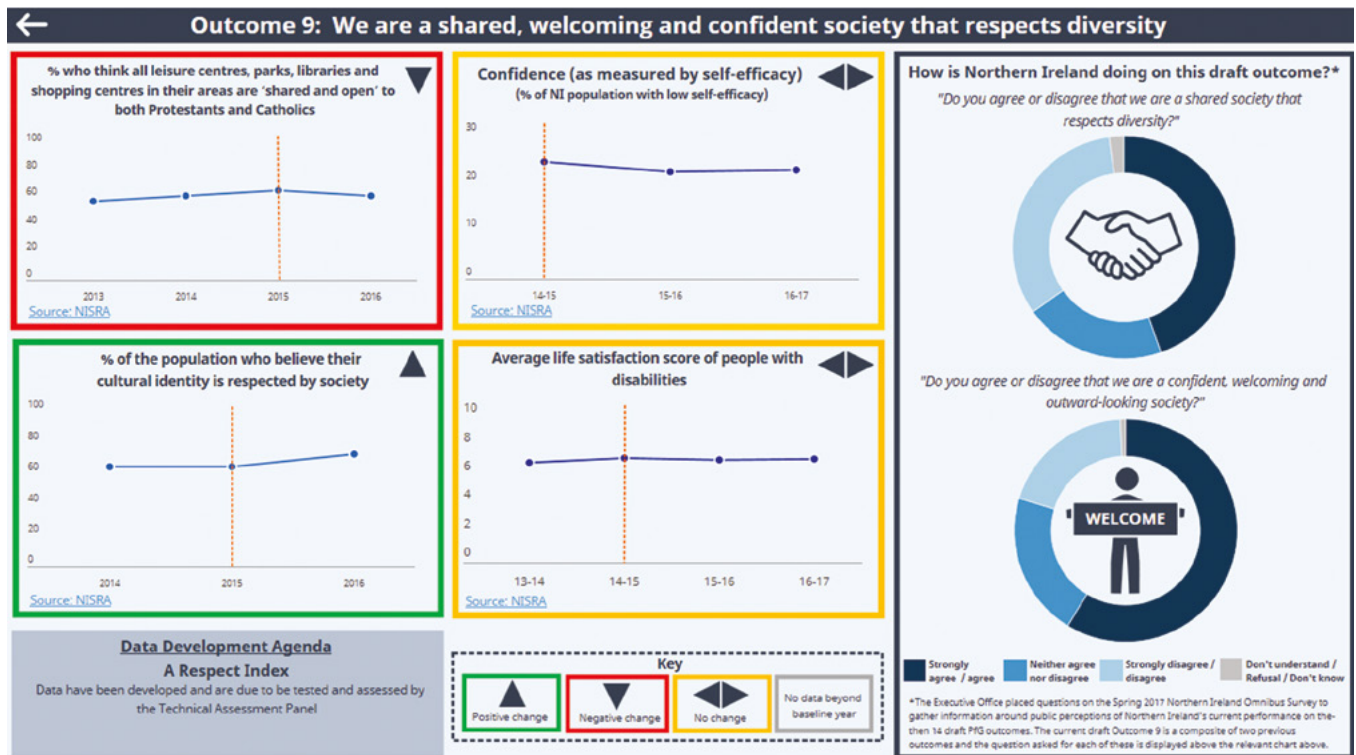 Outcome 9: We are a shared, welcoming and confident society that respects diversity
% who think all leisure centres, parks, libraries and
shopping centres in their areas are 'shared and open' to
both Protestants and Catholics
100
80
60
40
20
0
2013
2014
2015
2016
Source: NISRA
Confidence (as measured by self-efficacy)
(% of NI population with low self-efficacy)
30
20
10
0
14-15
15-16
16-17
Source: NISRA
% of the population who believe their
cultural identity is respected by society
100
80
60
40
20
0
2014
2015
2016
Source: NISRA
Average life satisfaction score of people with
disabilities
10
8
6
4
2
0
13-14
14-15
15-16
16-17
Source: NISRA
Data Development Agenda
A Respect Index
Data have been developed and are due to be tested and assessed by
the Technical Assessment Panel
Key
Positive change
Negative change
No change
No data beyond
baseline year
How is Northern Ireland doing on this draft outcome?*
"Do you agree or disagree that we are a shared society that
respects diversity?"
"Do you agree or disagree that we are a confident, welcoming and
outward-looking society?"
WELCOME
Strongly
agree / agree
Neither agree
nor disagree
Strongly disagree /
disagree
Don't understand /
Refusal / Don't know
*The Executive Office placed questions on the Spring 2017 Northern Ireland Omnibus Survey to
gather information around public perceptions of Northern Ireland's current performance on the-
then 14 draft PfG outcomes. The current draft Outcome 9 is a composite of two previous
outcomes and the question asked for each of these is displayed above the relevant chart above.